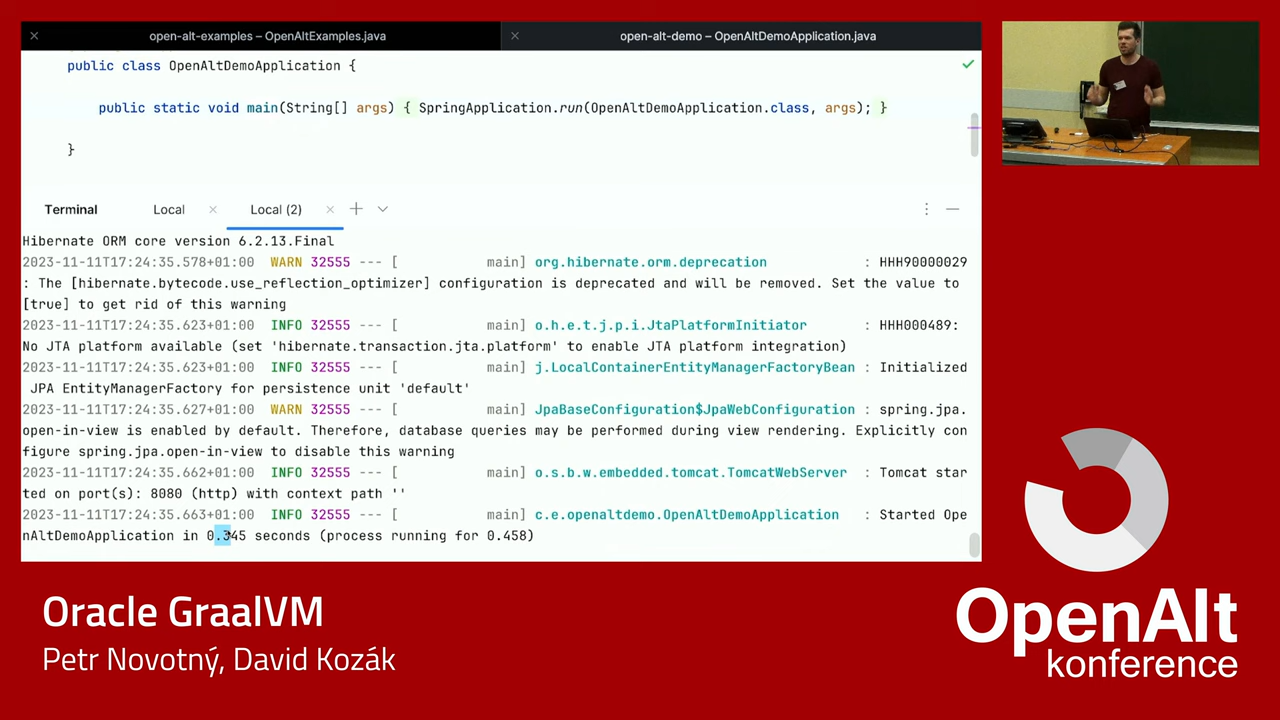 open-alt-examples – OpenAltExamples.java
open-alt-demo – OpenAltDemoApplication.java
public class OpenAltDemoApplication {
public static void main(String[] args) { SpringApplication.run(OpenAltDemoApplication.class, args); }
}
Terminal Local Local (2)
Hibernate ORM core version 6.2.13.Final
2023-11-11T17:24:35.578+01:00 WARN 32555 --- [ main] org.hibernate.orm.deprecation : HHH90000029
: The [hibernate.bytecode.use_reflection_optimizer] configuration is deprecated and will be removed. Set the value to
[true] to get rid of this warning
2023-11-11T17:24:35.623+01:00 INFO 32555 --- [ main] o.h.e.t.j.p.i.JtaPlatformInitiator : HHH000489:
No JTA platform available (set 'hibernate.transaction.jta.platform' to enable JTA platform integration)
2023-11-11T17:24:35.623+01:00 INFO 32555 --- [ main] j.LocalContainerEntityManagerFactoryBean : Initialized
JPA EntityManagerFactory for persistence unit 'default'
2023-11-11T17:24:35.627+01:00 WARN 32555 --- [ main] JpaBaseConfiguration$JpaWebConfiguration : spring.jpa.
open-in-view is enabled by default. Therefore, database queries may be performed during view rendering. Explicitly con
figure spring.jpa.open-in-view to disable this warning
2023-11-11T17:24:35.662+01:00 INFO 32555 --- [ main] o.s.b.w.embedded.tomcat.TomcatWebServer : Tomcat star
ted on port(s): 8080 (http) with context path ''
2023-11-11T17:24:35.663+01:00 INFO 32555 --- [ main] c.e.openaltdemo.OpenAltDemoApplication : Started Ope
nAltDemoApplication in 0.345 seconds (process running for 0.458)
Oracle GraalVM
Petr Novotný, David Kozák
OpenAlt
konference